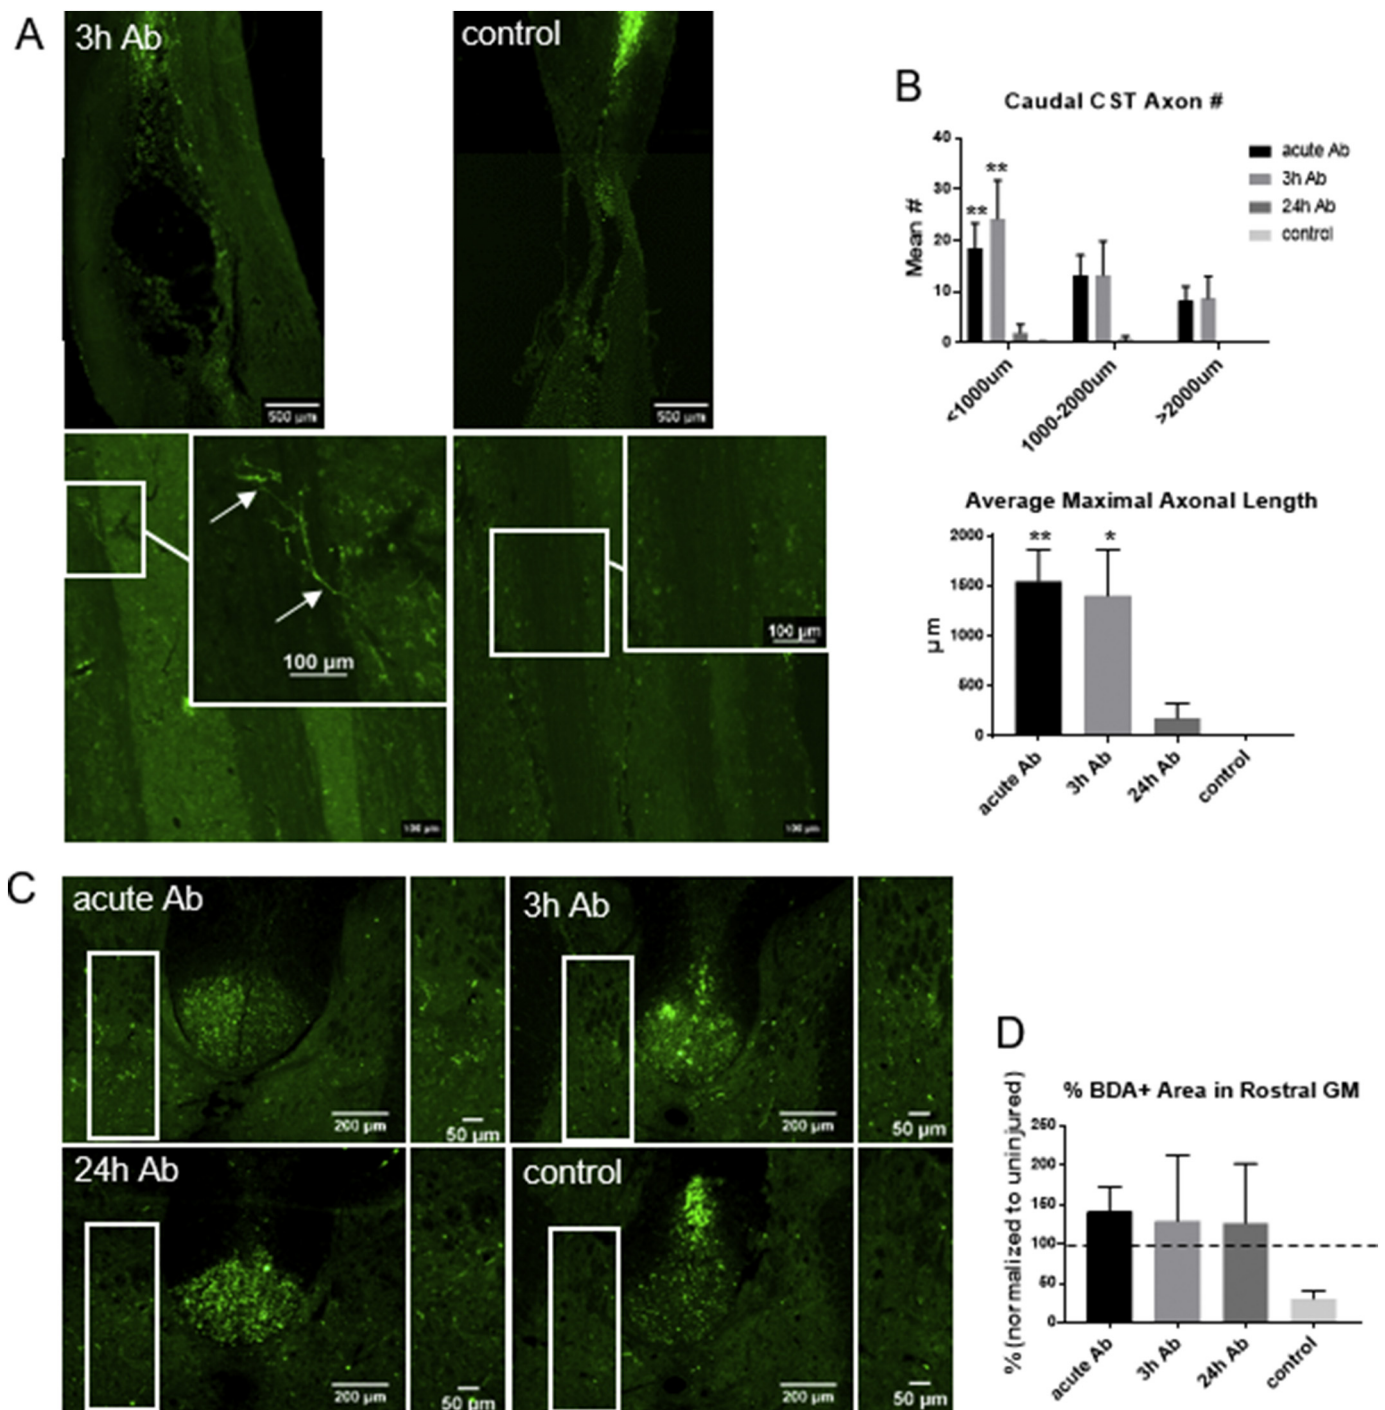 A
3h Ab
control
500 µm
500 µm
100 µm
100 µm
100 µm
100 µm
B
Caudal CST Axon #
acute Ab
3h Ab
24h Ab
control
Mean #
40
30
20
10
0
**
**
<1000um
1000-2000um
>2000um
Average Maximal Axonal Length
µm
2000
1500
1000
500
0
**
*
acute Ab
3h Ab
24h Ab
control
C
acute Ab
200 µm
50 µm
3h Ab
200 µm
50 µm
24h Ab
200 µm
50 µm
control
200 µm
50 µm
D
% BDA+ Area in Rostral GM
% (normalized to uninjured)
250
200
150
100
50
0
acute Ab
3h Ab
24h Ab
control